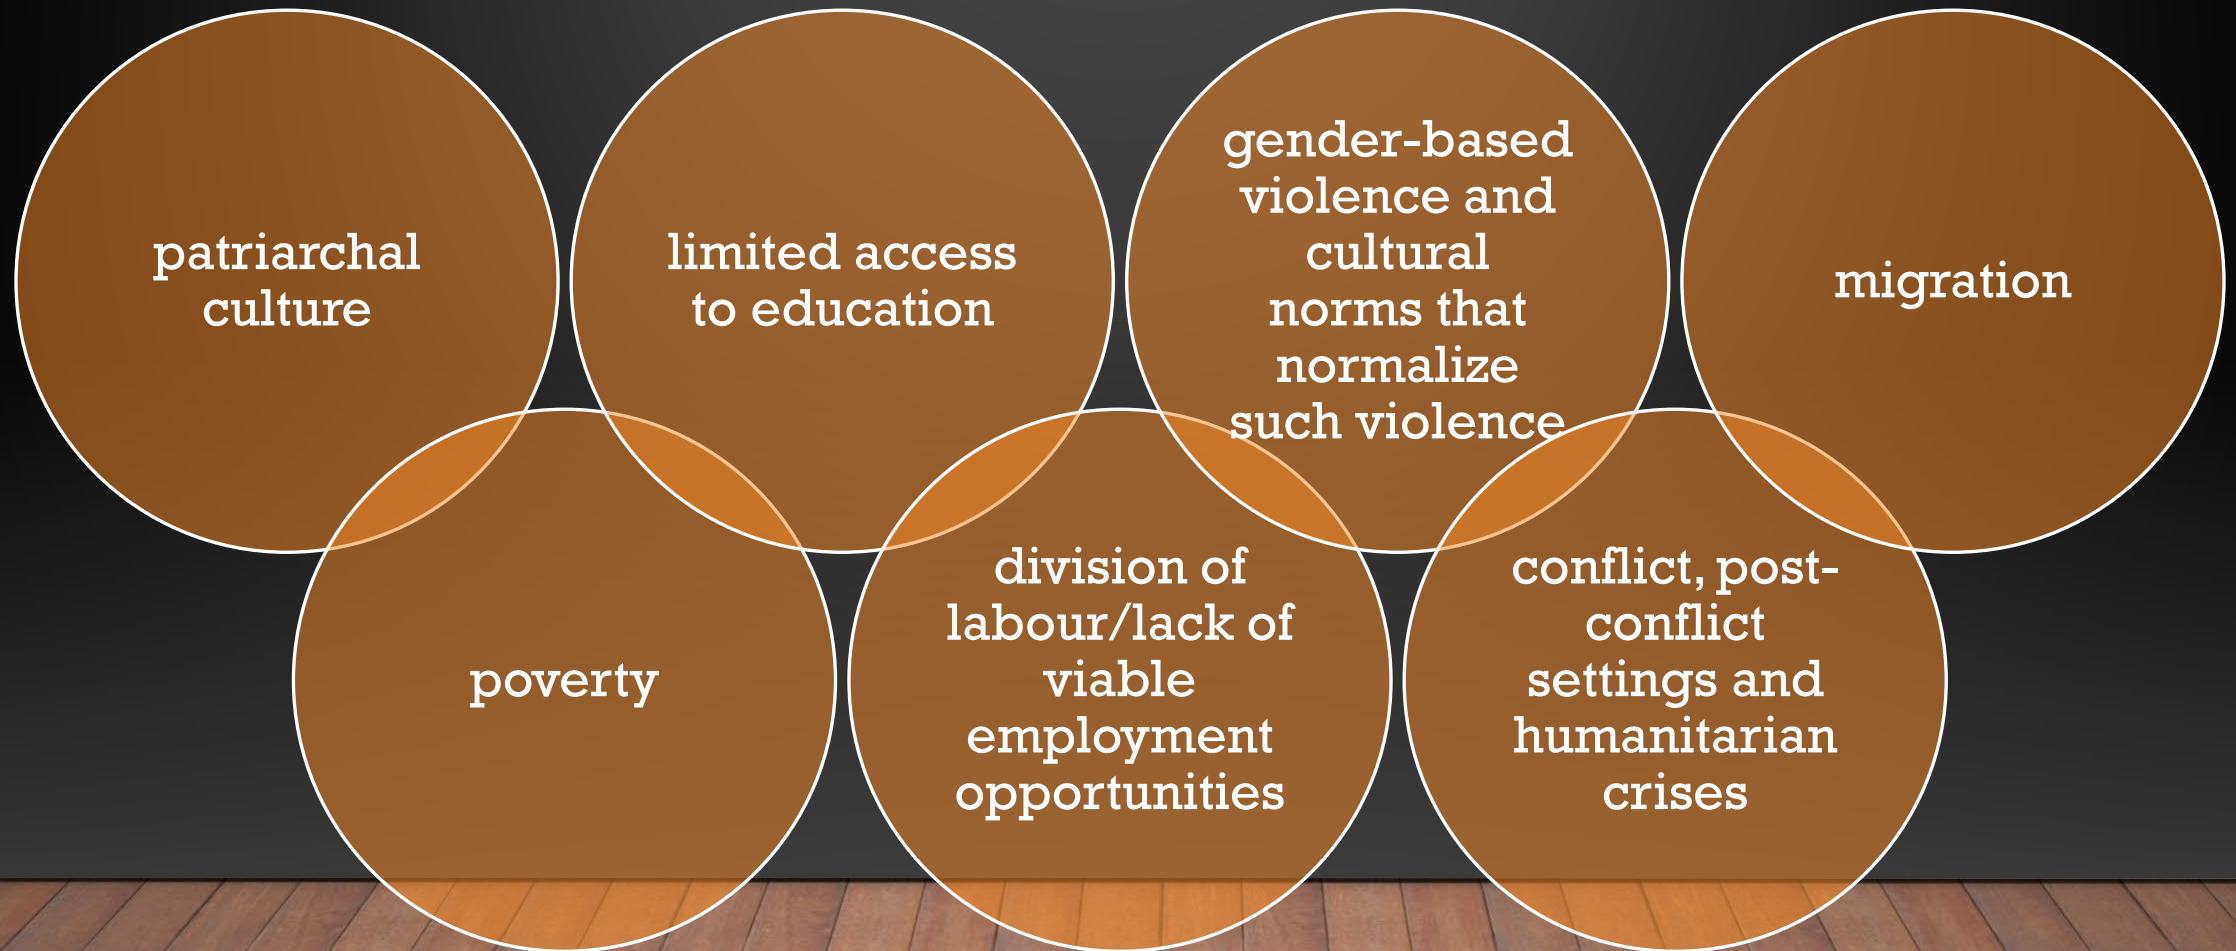 patriarchal
culture
limited access
to education
gender-based
violence and
cultural
norms that
normalize
such violence
migration
poverty
division of
labour/lack of
viable
employment
opportunities
conflict, post-
conflict
settings and
humanitarian
crises